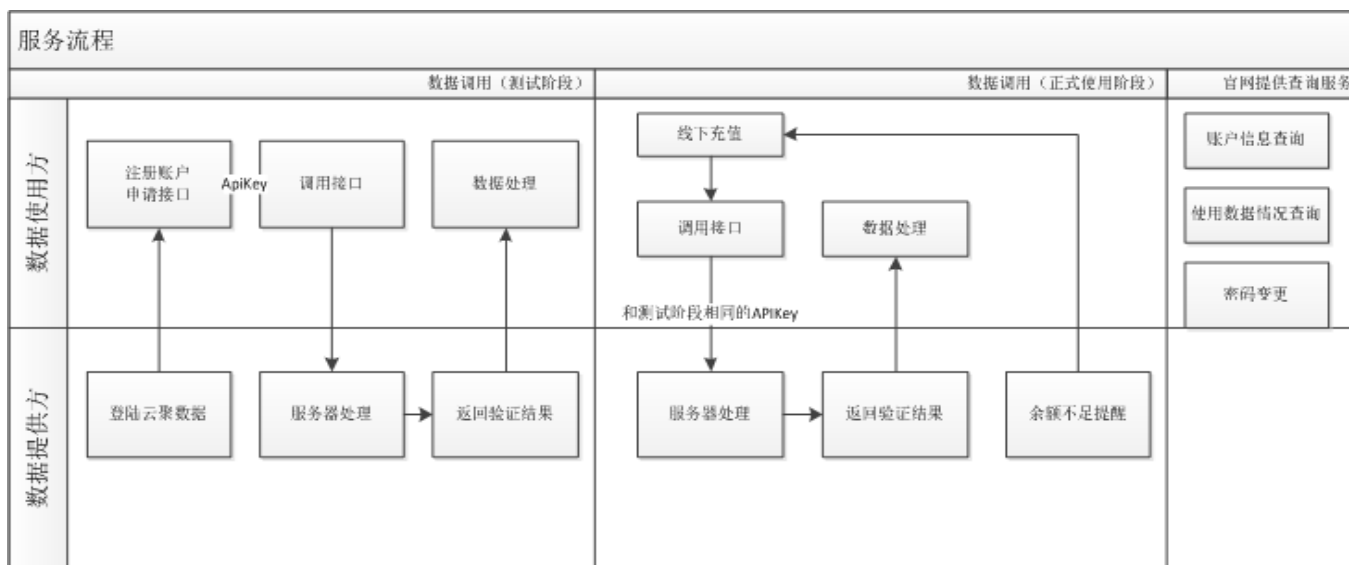 服务流程
数据调用（测试阶段）
数据调用（正式使用阶段）
官网提供查询服务
数据使用方
注册账户
申请接口
ApiKey
调用接口
数据处理
线下充值
调用接口
数据处理
和测试阶段相同的APIKey
账户信息查询
使用数据情况查询
密码变更
数据提供方
登陆云聚数据
服务器处理
返回验证结果
服务器处理
返回验证结果
余额不足提醒